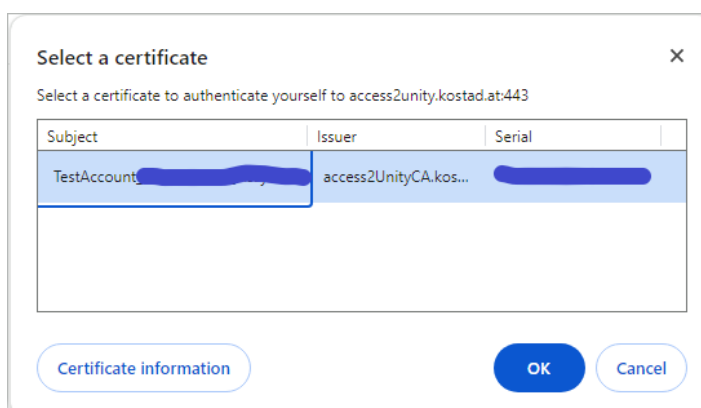 Select a certificate
Select a certificate to authenticate yourself to access2unity.kostad.at:443
Subject Issuer Serial
TestAccount access2UnityCA.kos...
Certificate information OK Cancel